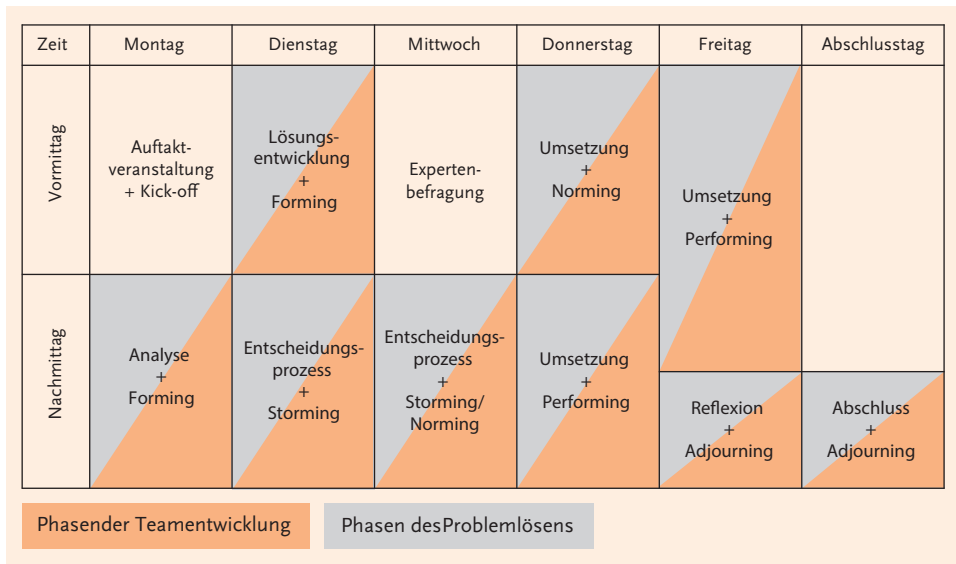 Zeit Montag Dienstag Mittwoch Donnerstag Freitag Abschlusstag
Vormittag
Auftakt-
veranstaltung
+ Kick-off
Lösungs-
entwicklung
+
Forming
Experten-
befragung
Umsetzung
+
Norming
Umsetzung
+
Performing
Nachmittag
Analyse
+
Forming
Entscheidungs-
prozess
+
Storming
Entscheidungs-
prozess
+
Storming/
Norming
Umsetzung
+
Performing
Reflexion
+
Adjourning
Abschluss
+
Adjourning
Phasender Teamentwicklung
Phasen desProblemlösens